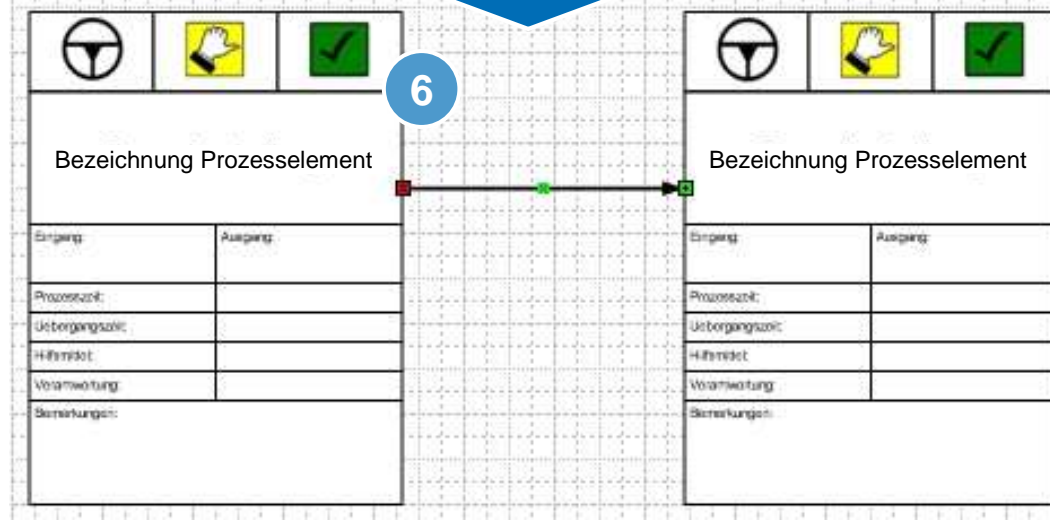 6
Bezeichnung Prozesselement
Eingang: Ausgang:
Prozesszeit:
Uebergangszeit:
Hilfsmittel:
Verantwortung:
Bemerkungen:
Bezeichnung Prozesselement
Eingang: Ausgang:
Prozesszeit:
Uebergangszeit:
Hilfsmittel:
Verantwortung:
Bemerkungen: